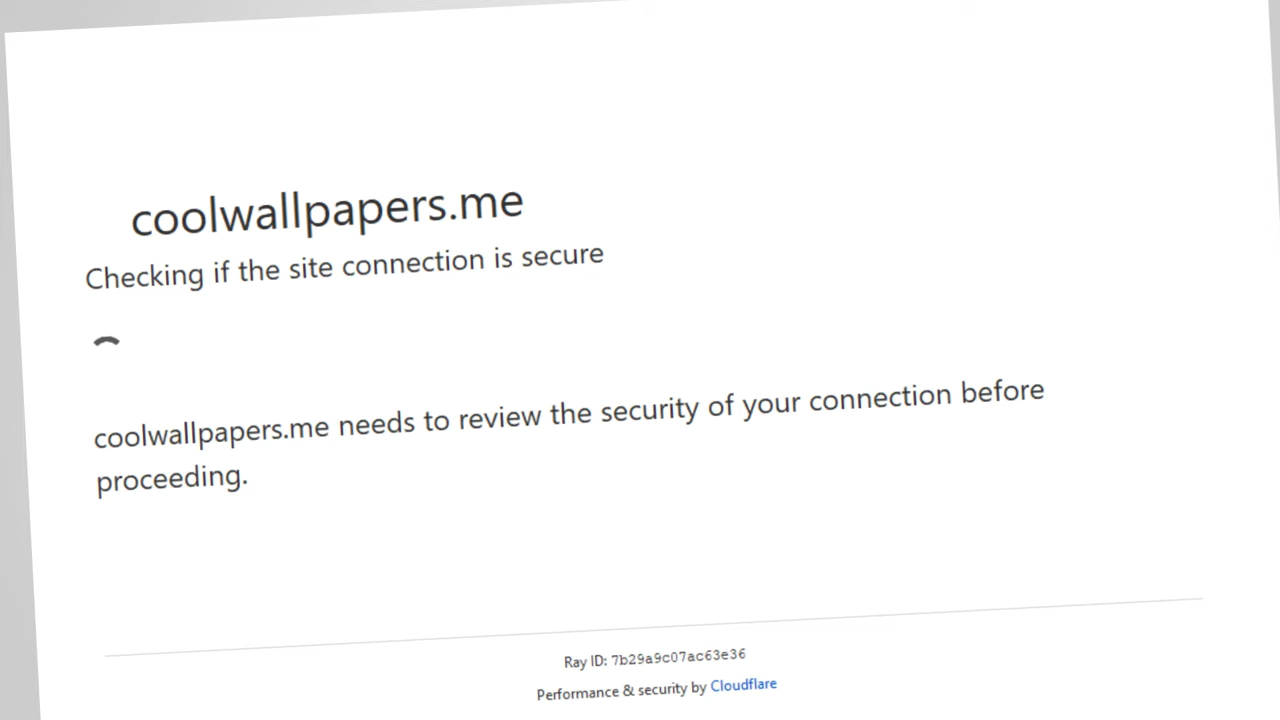 coolwallpapers.me
Checking if the site connection is secure
coolwallpapers.me needs to review the security of your connection before
proceeding.
Ray ID: 7b29a9c07ac63e36
Performance & security by Cloudflare